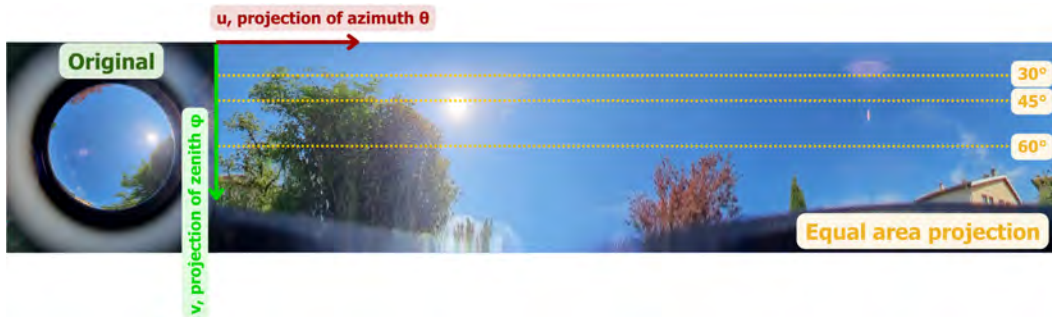 u, projection of azimuth θ
Original
30°
45°
60°
v, projection of zenith φ
Equal area projection